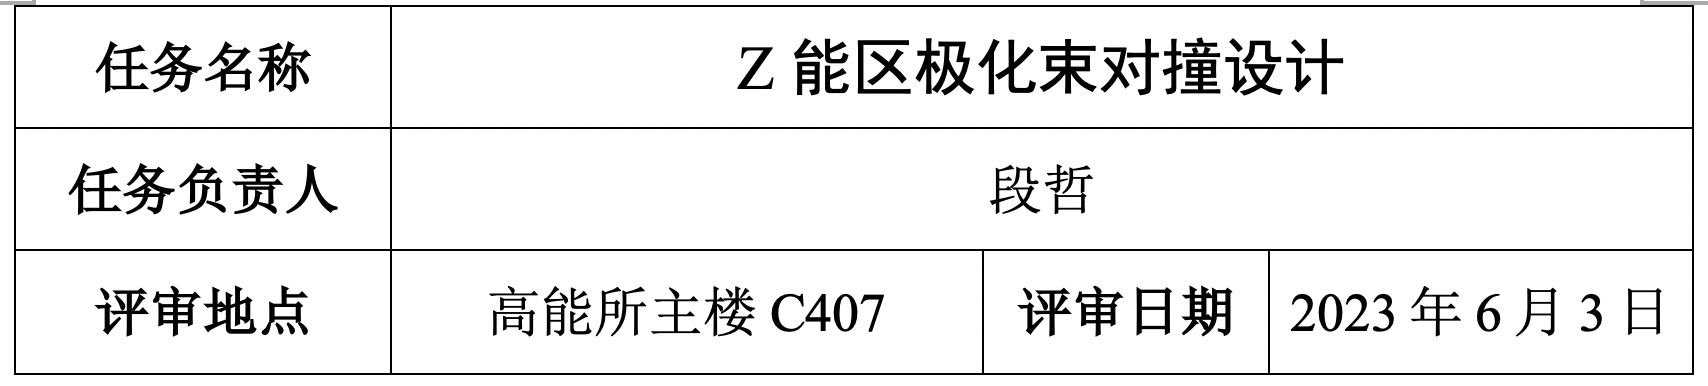 任务名称 Z 能区极化束对撞设计
任务负责人 段哲
评审地点 高能所主楼 C407 评审日期 2023 年 6 月 3 日